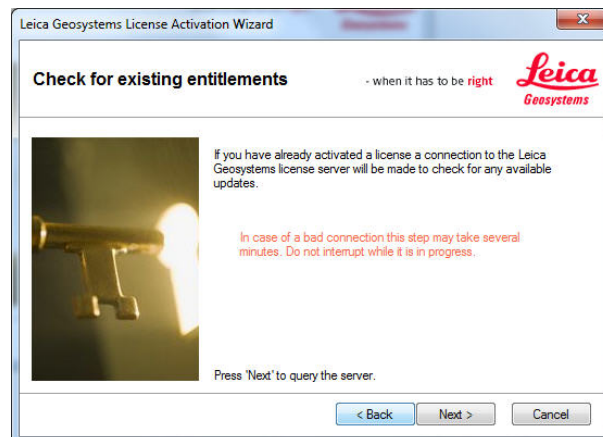 Leica Geosystems License Activation Wizard
Check for existing entitlements
- when it has to be right
Leica
Geosystems
If you have already activated a license a connection to the Leica
Geosystems license server will be made to check for any available
updates.
In case of a bad connection this step may take several
minutes. Do not interrupt while it is in progress.
Press 'Next' to query the server.
< Back
Next >
Cancel